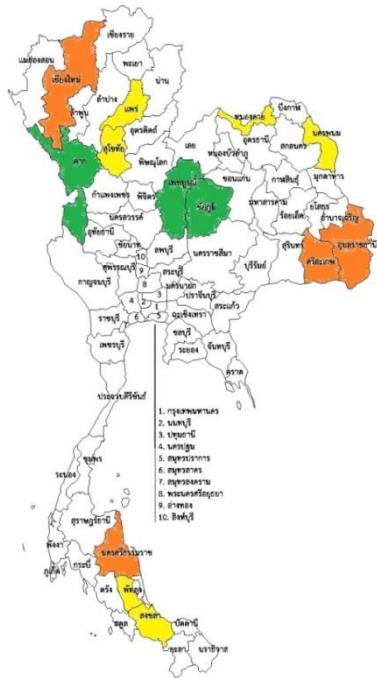 เชียงราย
แม่ฮ่องสอน
เชียงใหม่
พะเยา
น่าน
ลำปาง
ลำพูน
แพร่
อุตรดิตถ์
สุโขทัย
ตาก
พิษณุโลก
กำแพงเพชร
พิจิตร
เพชรบูรณ์
ชัยภูมิ
นครสวรรค์
อุทัยธานี
เลย
หนองคาย
บึงกาฬ
อุดรธานี
หนองบัวลำภู
สกลนคร
นครพนม
ขอนแก่น
กาฬสินธุ์
มุกดาหาร
มหาสารคาม
ร้อยเอ็ด
ยโสธร
อำนาจเจริญ
อุบลราชธานี
ศรีสะเกษ
สุรินทร์
บุรีรัมย์
นครราชสีมา
ชัยนาท
ลพบุรี
10
สุพรรณบุรี
9
สระบุรี
กาญจนบุรี
8
นครนายก
ปราจีนบุรี
4
2
3
1
สระแก้ว
ราชบุรี
6
5
ฉะเชิงเทรา
ชลบุรี
เพชรบุรี
ระยอง
จันทบุรี
ตราด
ประจวบคีรีขันธ์
1. กรุงเทพมหานคร
2. นนทบุรี
3. ปทุมธานี
4. นครปฐม
5. สมุทรปราการ
6. สมุทรสาคร
7. สมุทรสงคราม
8. พระนครศรีอยุธยา
9. อ่างทอง
10. สิงห์บุรี
ชุมพร
ระนอง
สุราษฎร์ธานี
พังงา
นครศรีธรรมราช
กระบี่
ภูเก็ต
ตรัง
พัทลุง
สงขลา
สตูล
ปัตตานี
ยะลา
นราธิวาส